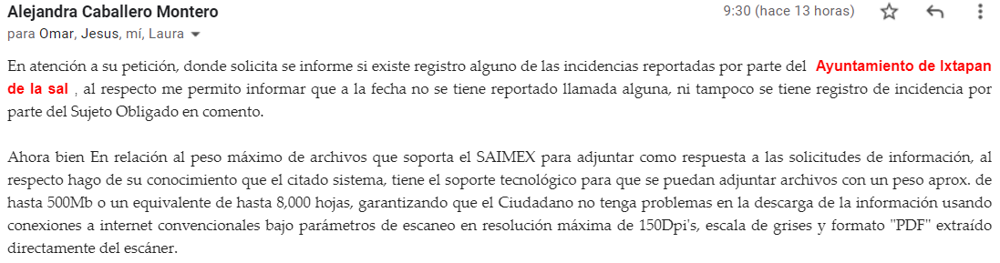 Alejandra Caballero Montero
9:30 (hace 13 horas)
para Omar, Jesus, mí, Laura
En atención a su petición, donde solicita se informe si existe registro alguno de las incidencias reportadas por parte del Ayuntamiento de Ixtapan
de la sal , al respecto me permito informar que a la fecha no se tiene reportado llamada alguna, ni tampoco se tiene registro de incidencia por
parte del Sujeto Obligado en comento.
Ahora bien En relación al peso máximo de archivos que soporta el SAIMEX para adjuntar como respuesta a las solicitudes de información, al
respecto hago de su conocimiento que el citado sistema, tiene el soporte tecnológico para que se puedan adjuntar archivos con un peso aprox. de
hasta 500Mb o un equivalente de hasta 8,000 hojas, garantizando que el Ciudadano no tenga problemas en la descarga de la información usando
conexiones a internet convencionales bajo parámetros de escaneo en resolución máxima de 150Dpi's, escala de grises y formato "PDF" extraído
directamente del escáner.